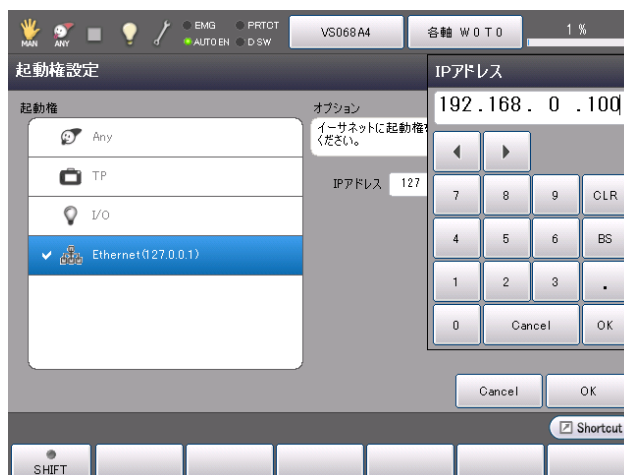 MAN
ANY
EMG
PRTCT
AUTO EN
D SW
VS068A4
各軸 W 0 T 0
1 %
起動権設定
IPアドレス
192.168. 0 .100
起動権
Any
TP
I/O
Ethernet(127.0.0.1)
オプション
イーサネットに起動権
ください。
IPアドレス
127
7
8
9
CLR
4
5
6
BS
1
2
3
.
0
Cancel
OK
Cancel
OK
Shortcut
SHIFT